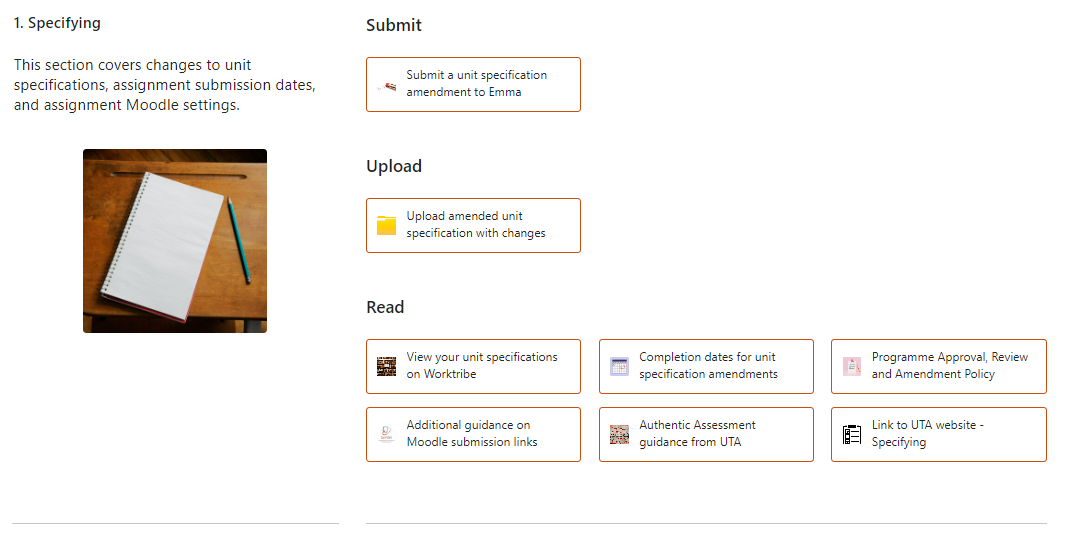 1. Specifying
This section covers changes to unit
specifications, assignment submission dates,
and assignment Moodle settings.
Submit
Submit a unit specification
amendment to Emma
Upload
Upload amended unit
specification with changes
Read
View your unit specifications
on Worktribe
Completion dates for unit
specification amendments
Programme Approval, Review
and Amendment Policy
Additional guidance on
Moodle submission links
Authentic Assessment
guidance from UTA
Link to UTA website -
Specifying